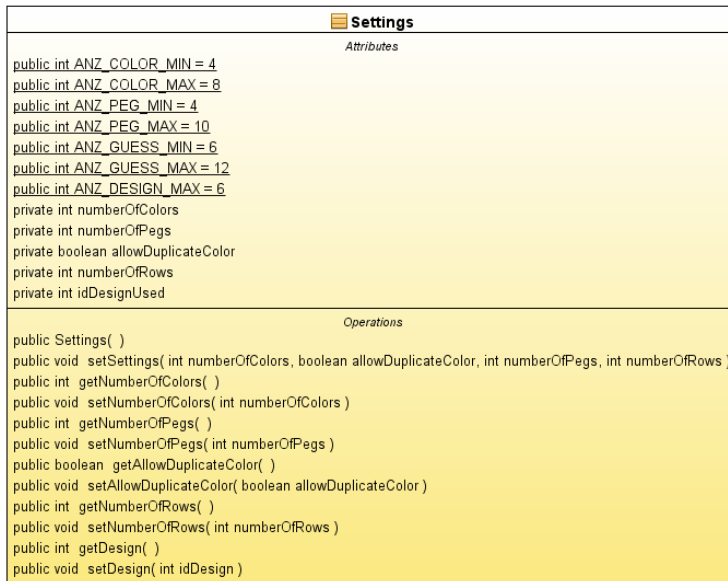 Settings
Attributes
public int ANZ_COLOR_MIN = 4
public int ANZ_COLOR_MAX = 8
public int ANZ_PEG_MIN = 4
public int ANZ_PEG_MAX = 10
public int ANZ_GUESS_MIN = 6
public int ANZ_GUESS_MAX = 12
public int ANZ_DESIGN_MAX = 6
private int numberOfColors
private int numberOfPegs
private boolean allowDuplicateColor
private int numberOfRows
private int idDesignUsed
Operations
public Settings( )
public void setSettings( int numberOfColors, boolean allowDuplicateColor, int numberOfPegs, int numberOfRows )
public int getNumberOfColors( )
public void setNumberOfColors( int numberOfColors )
public int getNumberOfPegs( )
public void setNumberOfPegs( int numberOfPegs )
public boolean getAllowDuplicateColor( )
public void setAllowDuplicateColor( boolean allowDuplicateColor )
public int getNumberOfRows( )
public void setNumberOfRows( int numberOfRows )
public int getDesign( )
public void setDesign( int idDesign )